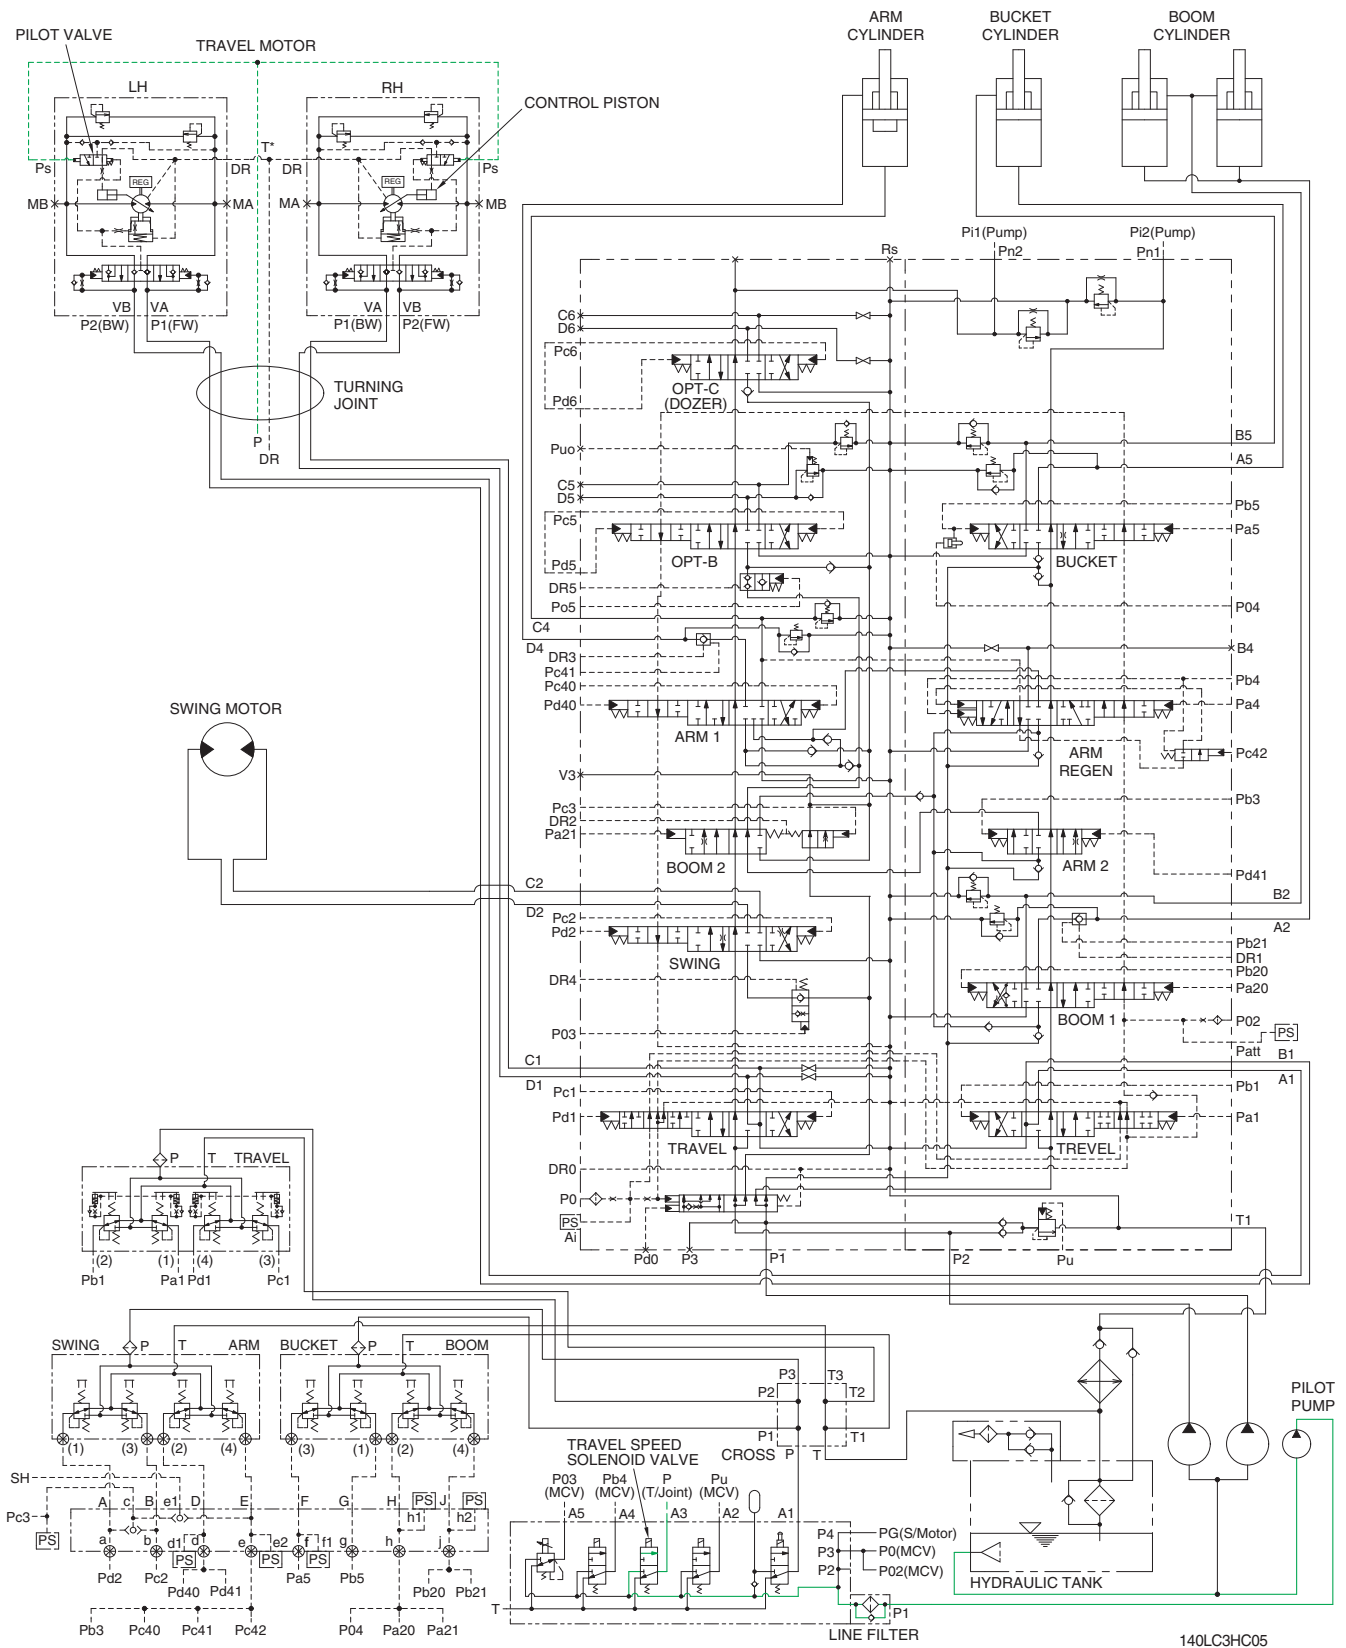 ARM
CYLINDER
BUCKET
CYLINDER
BOOM
CYLINDER
PILOT VALVE
TRAVEL MOTOR
LH
RH
CONTROL PISTON
T*
Ps
DR
DR
Ps
REG
REG
MB
MA
MA
MB
VB VA
VA VB
P2(BW) P1(FW)
P1(BW) P2(FW)
TURNING
JOINT
P
DR
Rs
Pi1(Pump)
Pn2
Pi2(Pump)
Pn1
C6
D6
Pc6
OPT-C
(DOZER)
Pd6
Puo
B5
A5
C5
D5
Pc5
Pb5
Pa5
OPT-B
BUCKET
Pd5
DR5
Po5
P04
C4
D4
DR3
Pc41
B4
Pc40
Pd40
Pb4
Pa4
ARM 1
ARM
REGEN
Pc42
SWING MOTOR
V3
Pc3
DR2
Pa21
Pb3
BOOM 2
ARM 2
Pd41
C2
B2
D2
Pc2
Pd2
A2
Pb21
DR1
SWING
Pb20
Pa20
DR4
BOOM 1
P03
P02
PS
Patt
C1
B1
D1
A1
Pc1
Pb1
Pd1
Pa1
TRAVEL
TREVEL
DR0
P0
PS
Ai
T1
Pd0 P3 P1
P2 Pu
P T TRAVEL
(2) (1) (4) (3)
Pb1 Pa1 Pd1 Pc1
SWING P T ARM
BUCKET P T BOOM
(1) (3) (2) (4)
(3) (1) (2) (4)
P3 T3
P2 T2
P1 T1
CROSS P T
PILOT
PUMP
SH
A c B e1 D E F G H PS J PS
h1 h2
Pc3
PS
a b d1 d e e2 f f1 g h j
PS PS PS
Pd2 Pc2 Pd40 Pd41 Pa5 Pb5 Pb20 Pb21
Pb3 Pc40 Pc41 Pc42 P04 Pa20 Pa21
TRAVEL SPEED
SOLENOID VALVE
P03
(MCV)
Pb4
(MCV)
P
(T/Joint)
Pu
(MCV)
A5 A4 A3 A2 A1
P4 PG(S/Motor)
P3 P0(MCV)
P2 P02(MCV)
T
P1
LINE FILTER
HYDRAULIC TANK
140LC3HC05